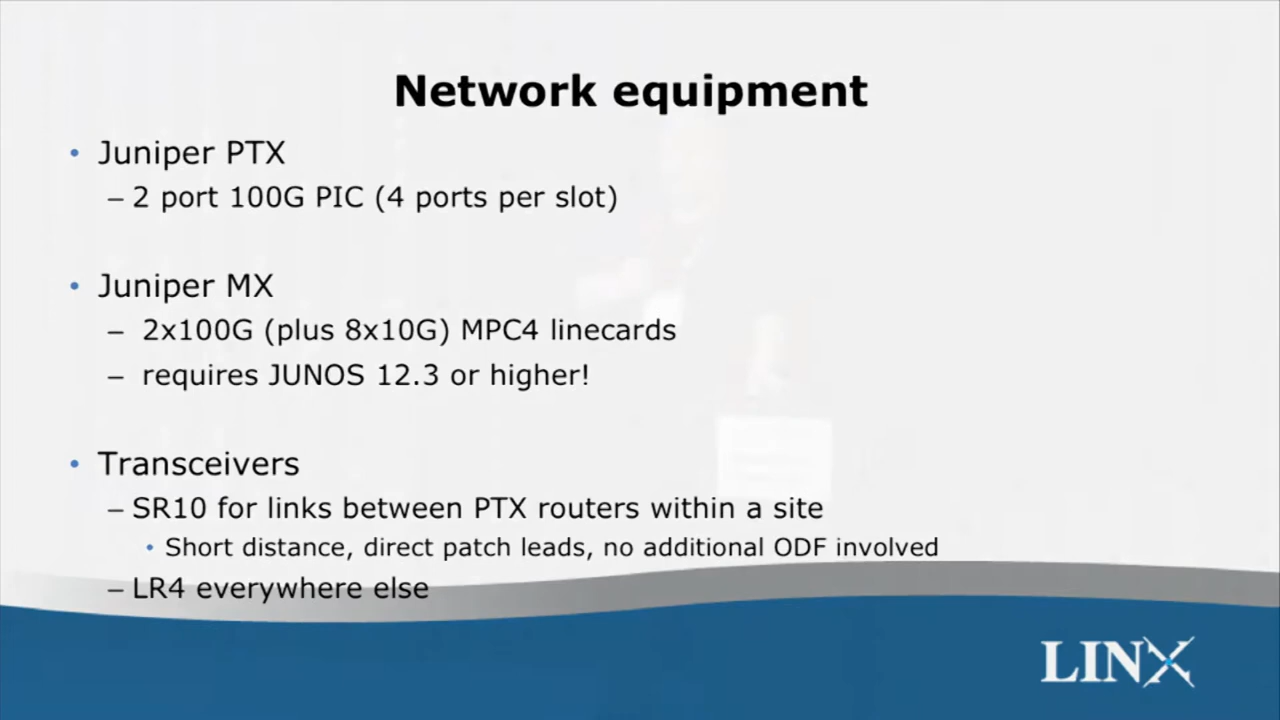 Network equipment
• Juniper PTX
– 2 port 100G PIC (4 ports per slot)
• Juniper MX
– 2x100G (plus 8x10G) MPC4 linecards
– requires JUNOS 12.3 or higher!
• Transceivers
– SR10 for links between PTX routers within a site
• Short distance, direct patch leads, no additional ODF involved
– LR4 everywhere else
LINX